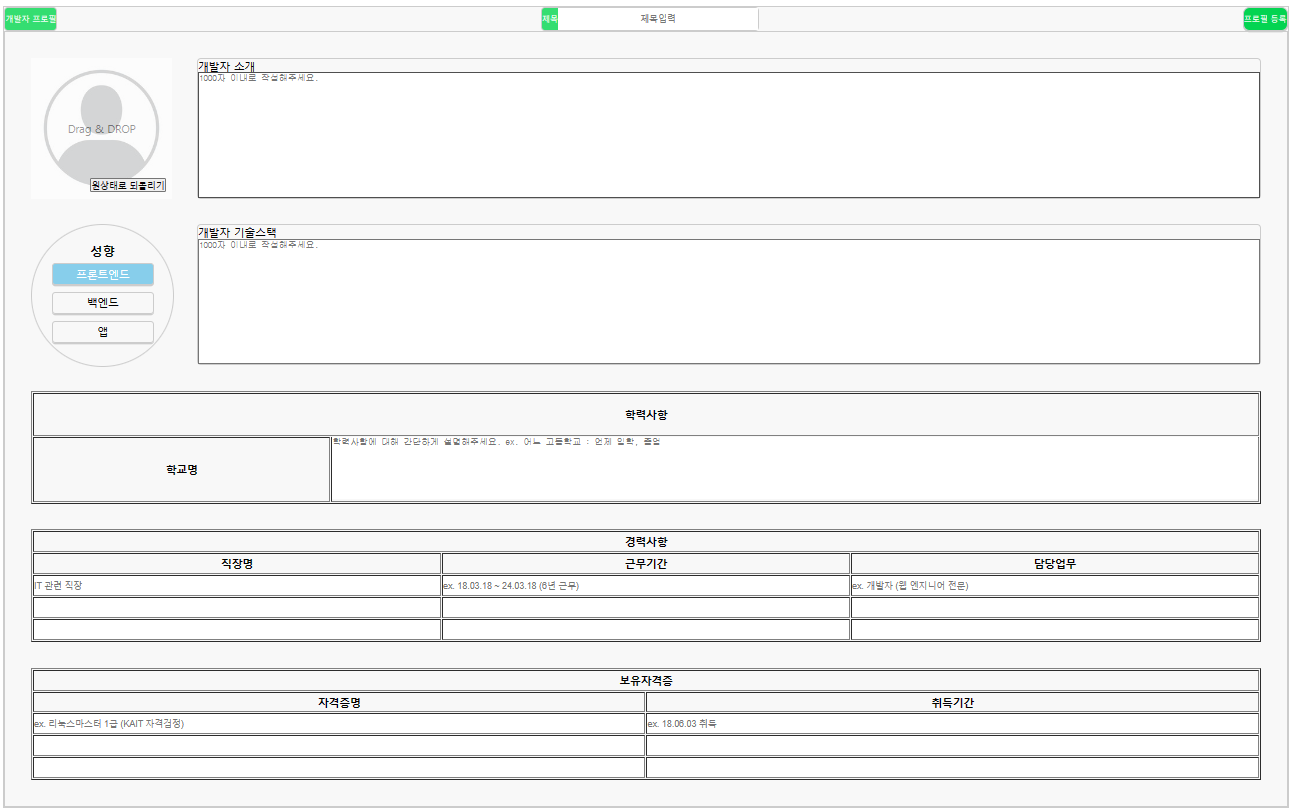 개발자 프로필
제목
제목입력
프로필 등록
Drag & DROP
원상태로 되돌리기
개발자 소개
1000자 이내로 작성해주세요.
성향
프론트엔드
백엔드
앱
개발자 기술스택
1000자 이내로 작성해주세요.
학력사항
학교명
학력사항에 대해 간단하게 설명해주세요. ex. 어느 고등학교 : 언제 입학, 졸업
경력사항
직장명 근무기간 담당업무
IT 관련 직장 ex. 18.03.18 ~ 24.03.18 (6년 근무) ex. 개발자 (웹 엔지니어 전문)
보유자격증
자격증명 취득기간
ex. 리눅스마스터 1급 (KAIT 자격검정) ex. 18.06.03 취득